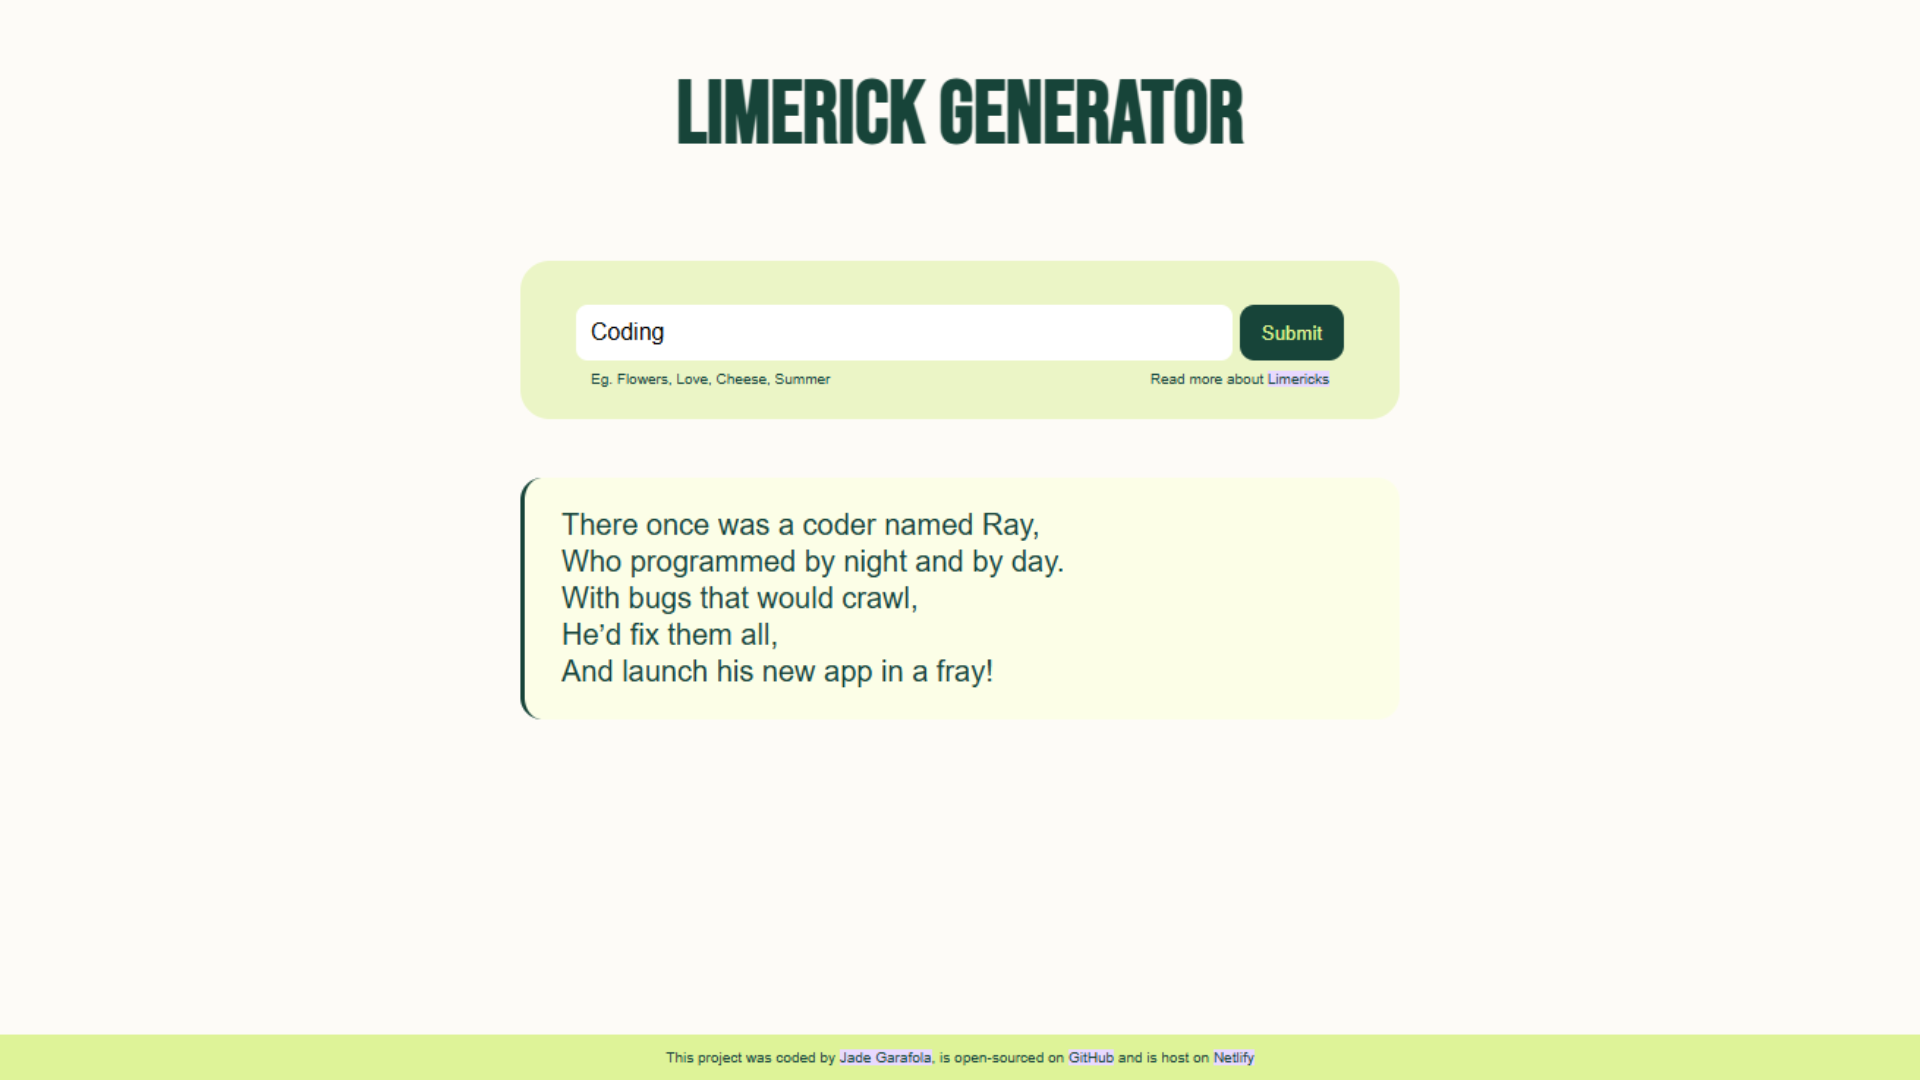 LIMERICK GENERATOR
Coding
Submit
Eg. Flowers, Love, Cheese, Summer
Read more about Limericks
There once was a coder named Ray,
Who programmed by night and by day.
With bugs that would crawl,
He’d fix them all,
And launch his new app in a fray!
This project was coded by Jade Garafola, is open-sourced on GitHub and is host on Netlify